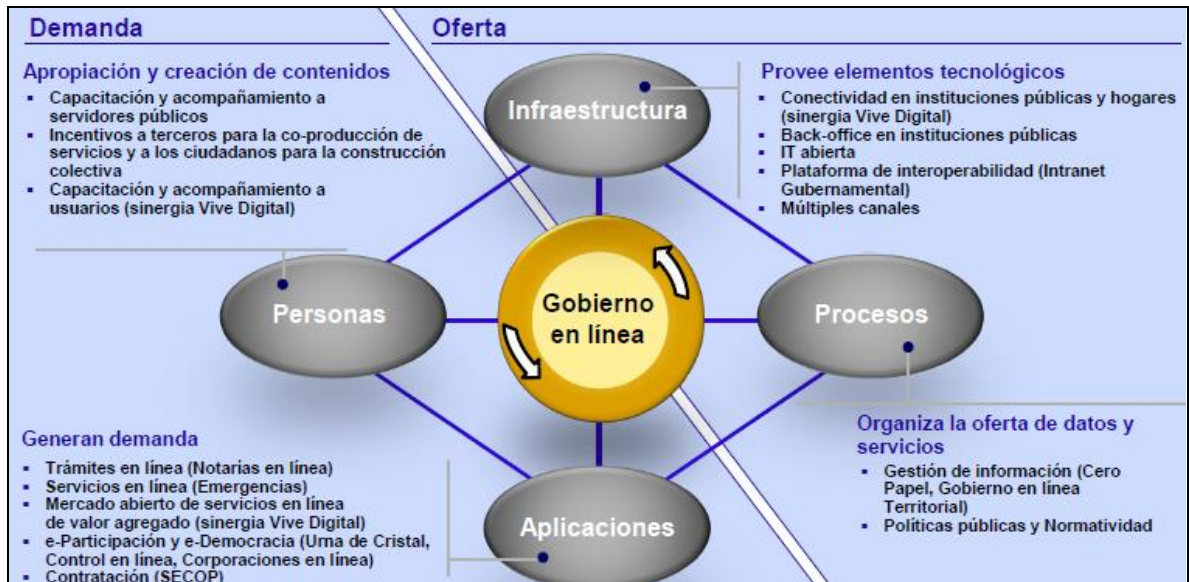 Demanda
Oferta
Apropiación y creación de contenidos
▪ Capacitación y acompañamiento a
servidores públicos
▪ Incentivos a terceros para la co-producción de
servicios y a los ciudadanos para la construcción
colectiva
▪ Capacitación y acompañamiento a
usuarios (sinergia Vive Digital)
Infraestructura
Provee elementos tecnológicos
▪ Conectividad en instituciones públicas y hogares
(sinergia Vive Digital)
▪ Back-office en instituciones públicas
▪ IT abierta
▪ Plataforma de interoperabilidad (Intranet
Gubernamental)
▪ Múltiples canales
Personas
Gobierno
en línea
Procesos
Generan demanda
▪ Trámites en línea (Notarías en línea)
▪ Servicios en línea (Emergencias)
▪ Mercado abierto de servicios en línea
de valor agregado (sinergia Vive Digital)
▪ e-Participación y e-Democracia (Urna de Cristal,
Control en línea, Corporaciones en línea)
▪ Contratación (SECOP)
Aplicaciones
Organiza la oferta de datos y
servicios
▪ Gestión de información (Cero
Papel, Gobierno en línea
Territorial)
▪ Políticas públicas y Normatividad